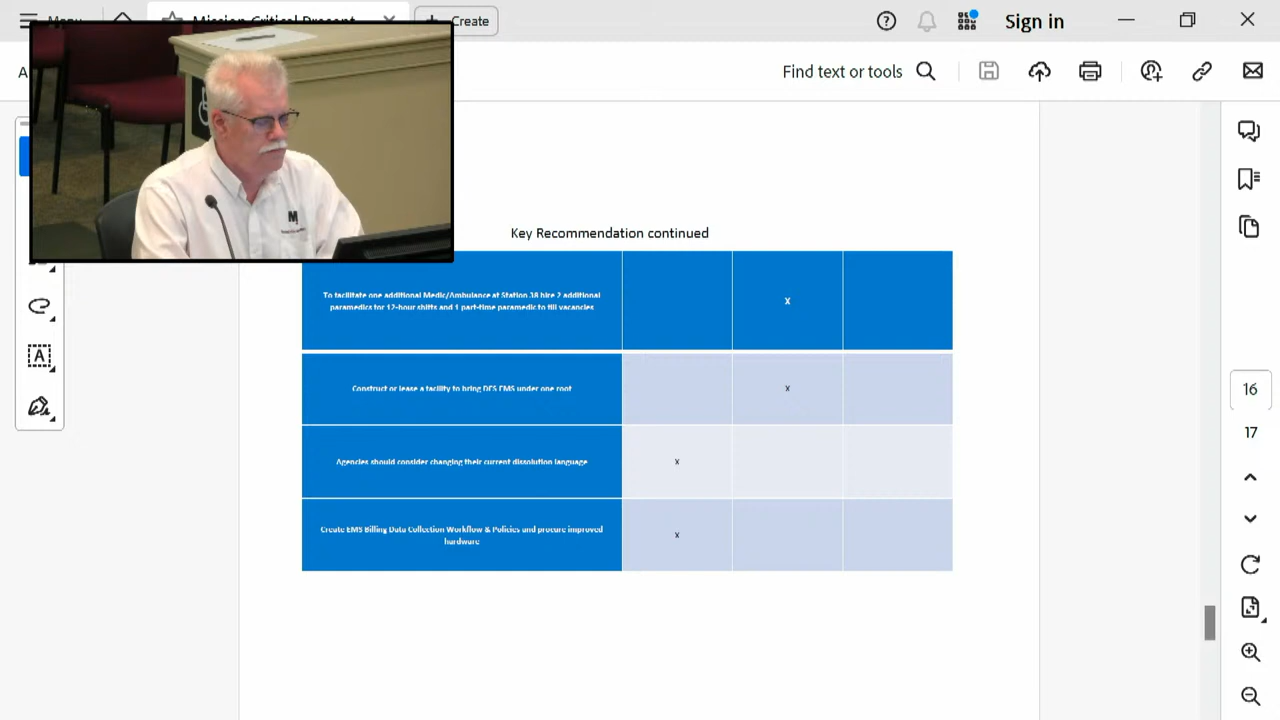 Menu
Mission Critical Present
Create
Sign in
A
Find text or tools
Key Recommendation continued
To facilitate one additional Medic/Ambulance at Station 38 hire 2 additional
paramedics for 12-hour shifts and 1 part-time paramedic to fill vacancies
x
Construct or lease a facility to bring DES EMS under one roof
x
Agencies should consider changing their current dissolution language
x
Create EMS Billing Data Collection Workflow & Policies and procure improved
hardware
x
16
17
M